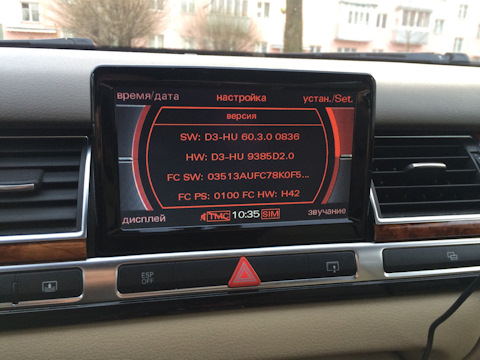 время/дата настройка устан./Set.
версия
SW: D3-HU 60.3.0 0836
HW: D3-HU 9385D2.0
FC SW: 03513AUFC78K0F5...
FC PS: 0100 FC HW: H42
дисплей TMC 10:35 SIM звучание
ESP
OFF